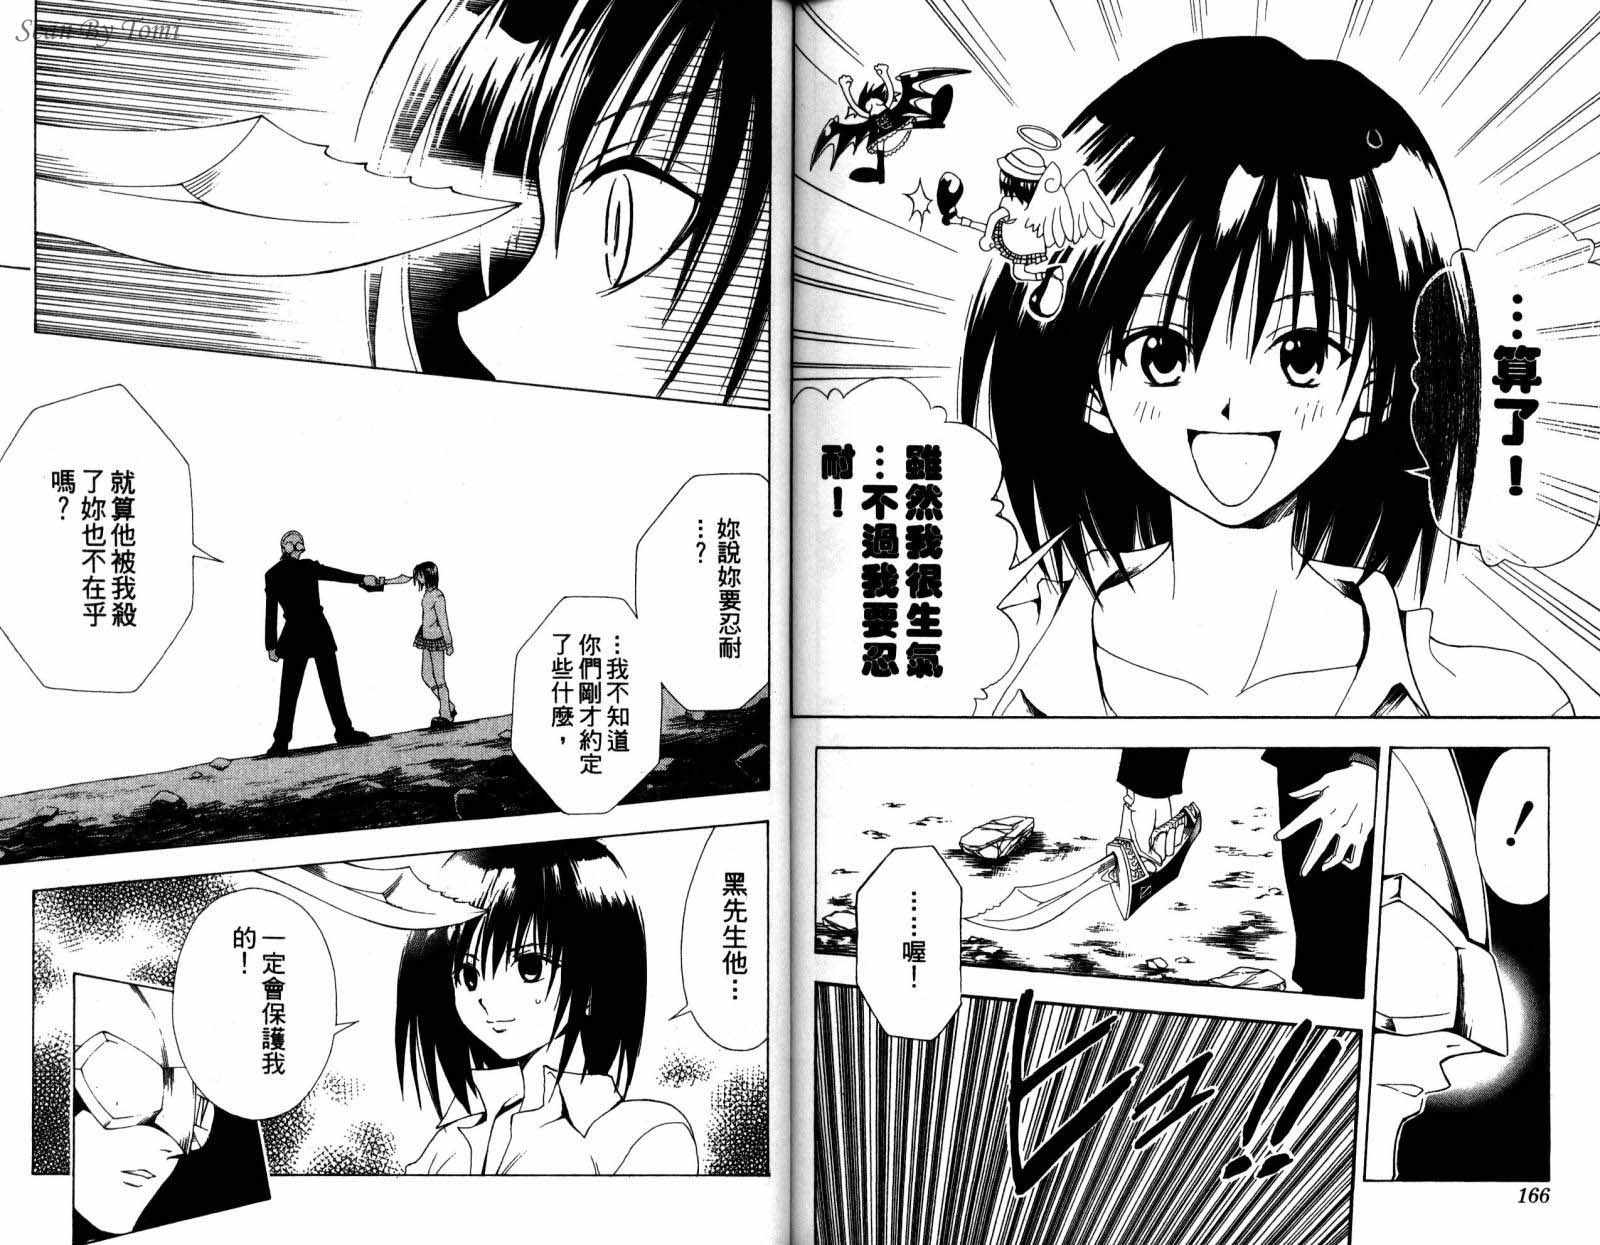 …算了！
雖然我很生氣
…不過我要忍
耐！
！
……喔！
ヒュ!!
166
Scan By Tomi
妳說妳要忍耐
…？
…我不知道
你們剛才約定
了些什麼，
就算他被我殺
了妳也不在乎
嗎？
黑先生他…
一定會保護我
的！